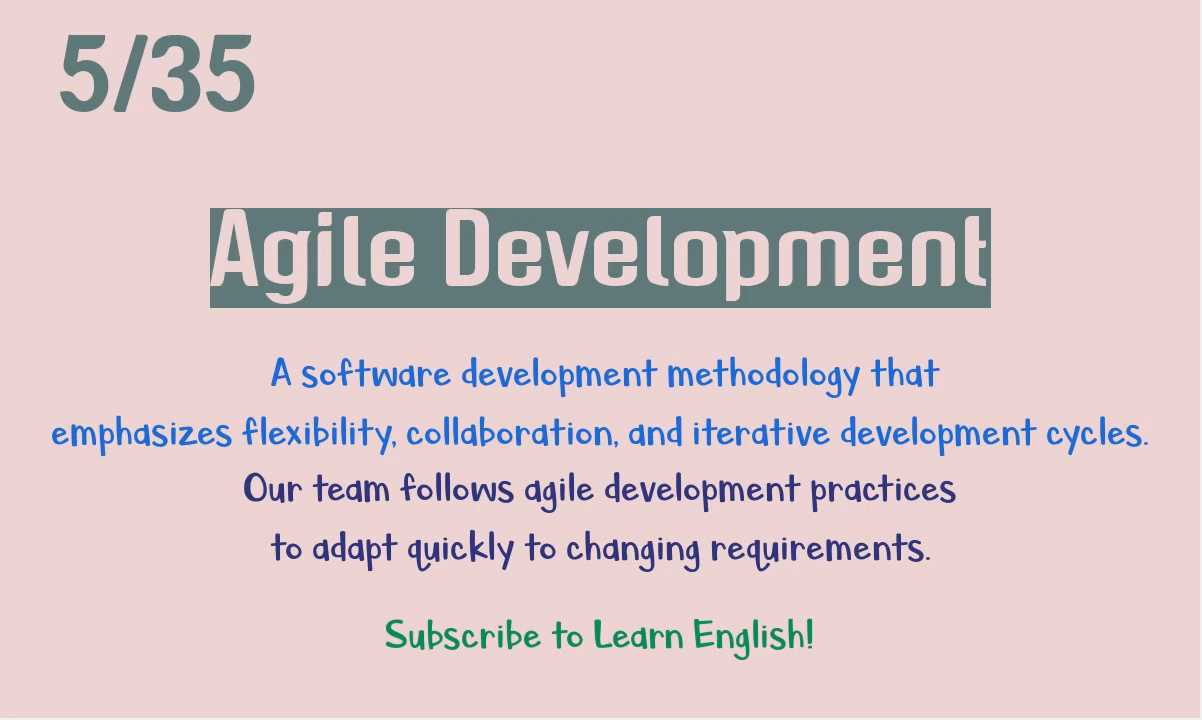 5/35
Agile Development
A software development methodology that
emphasizes flexibility, collaboration, and iterative development cycles.
Our team follows agile development practices
to adapt quickly to changing requirements.
Subscribe to Learn English!